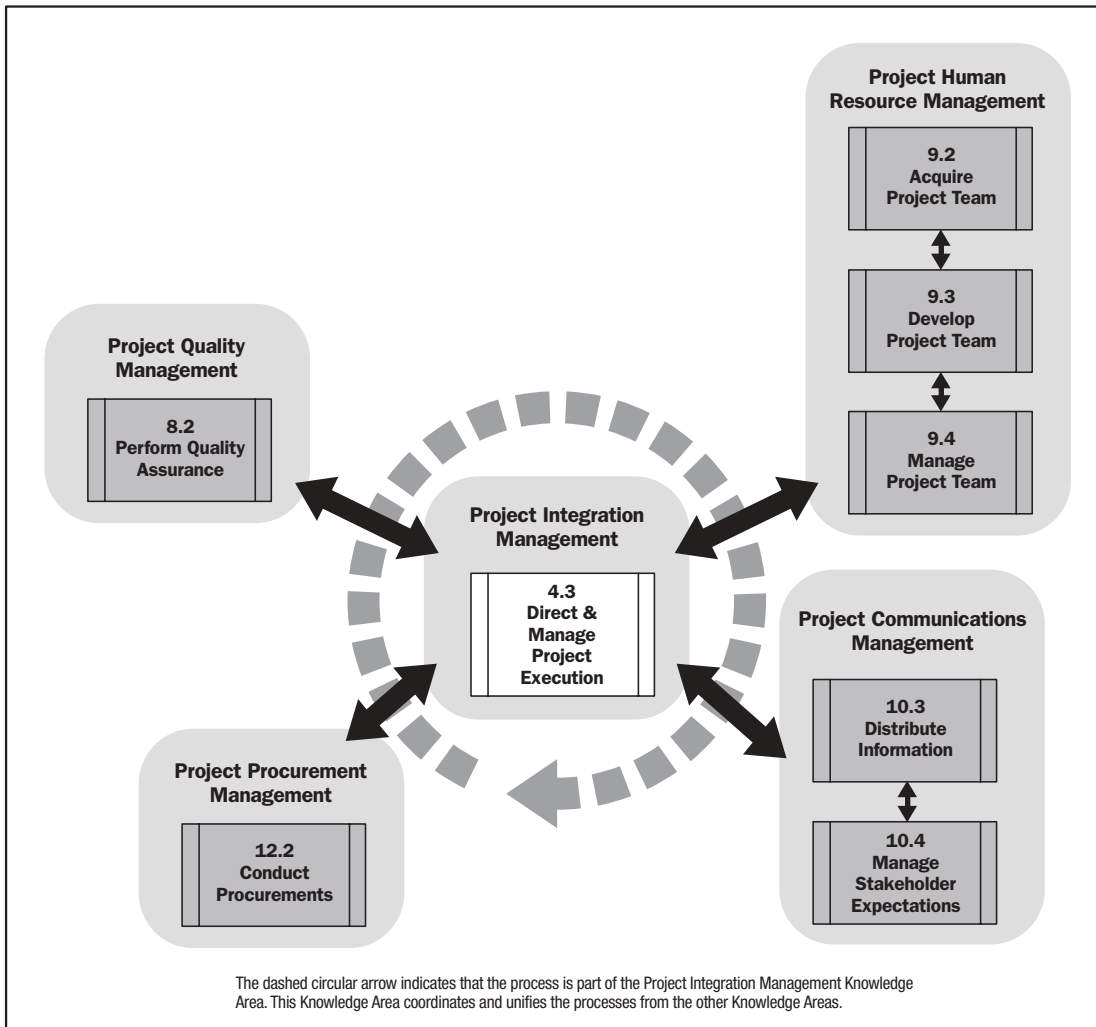 Project Human
Resource Management
9.2
Acquire
Project Team
9.3
Develop
Project Team
9.4
Manage
Project Team
Project Quality
Management
8.2
Perform Quality
Assurance
Project Integration
Management
4.3
Direct &
Manage
Project
Execution
Project Communications
Management
10.3
Distribute
Information
10.4
Manage
Stakeholder
Expectations
Project Procurement
Management
12.2
Conduct
Procurements
The dashed circular arrow indicates that the process is part of the Project Integration Management Knowledge
Area. This Knowledge Area coordinates and unifies the processes from the other Knowledge Areas.